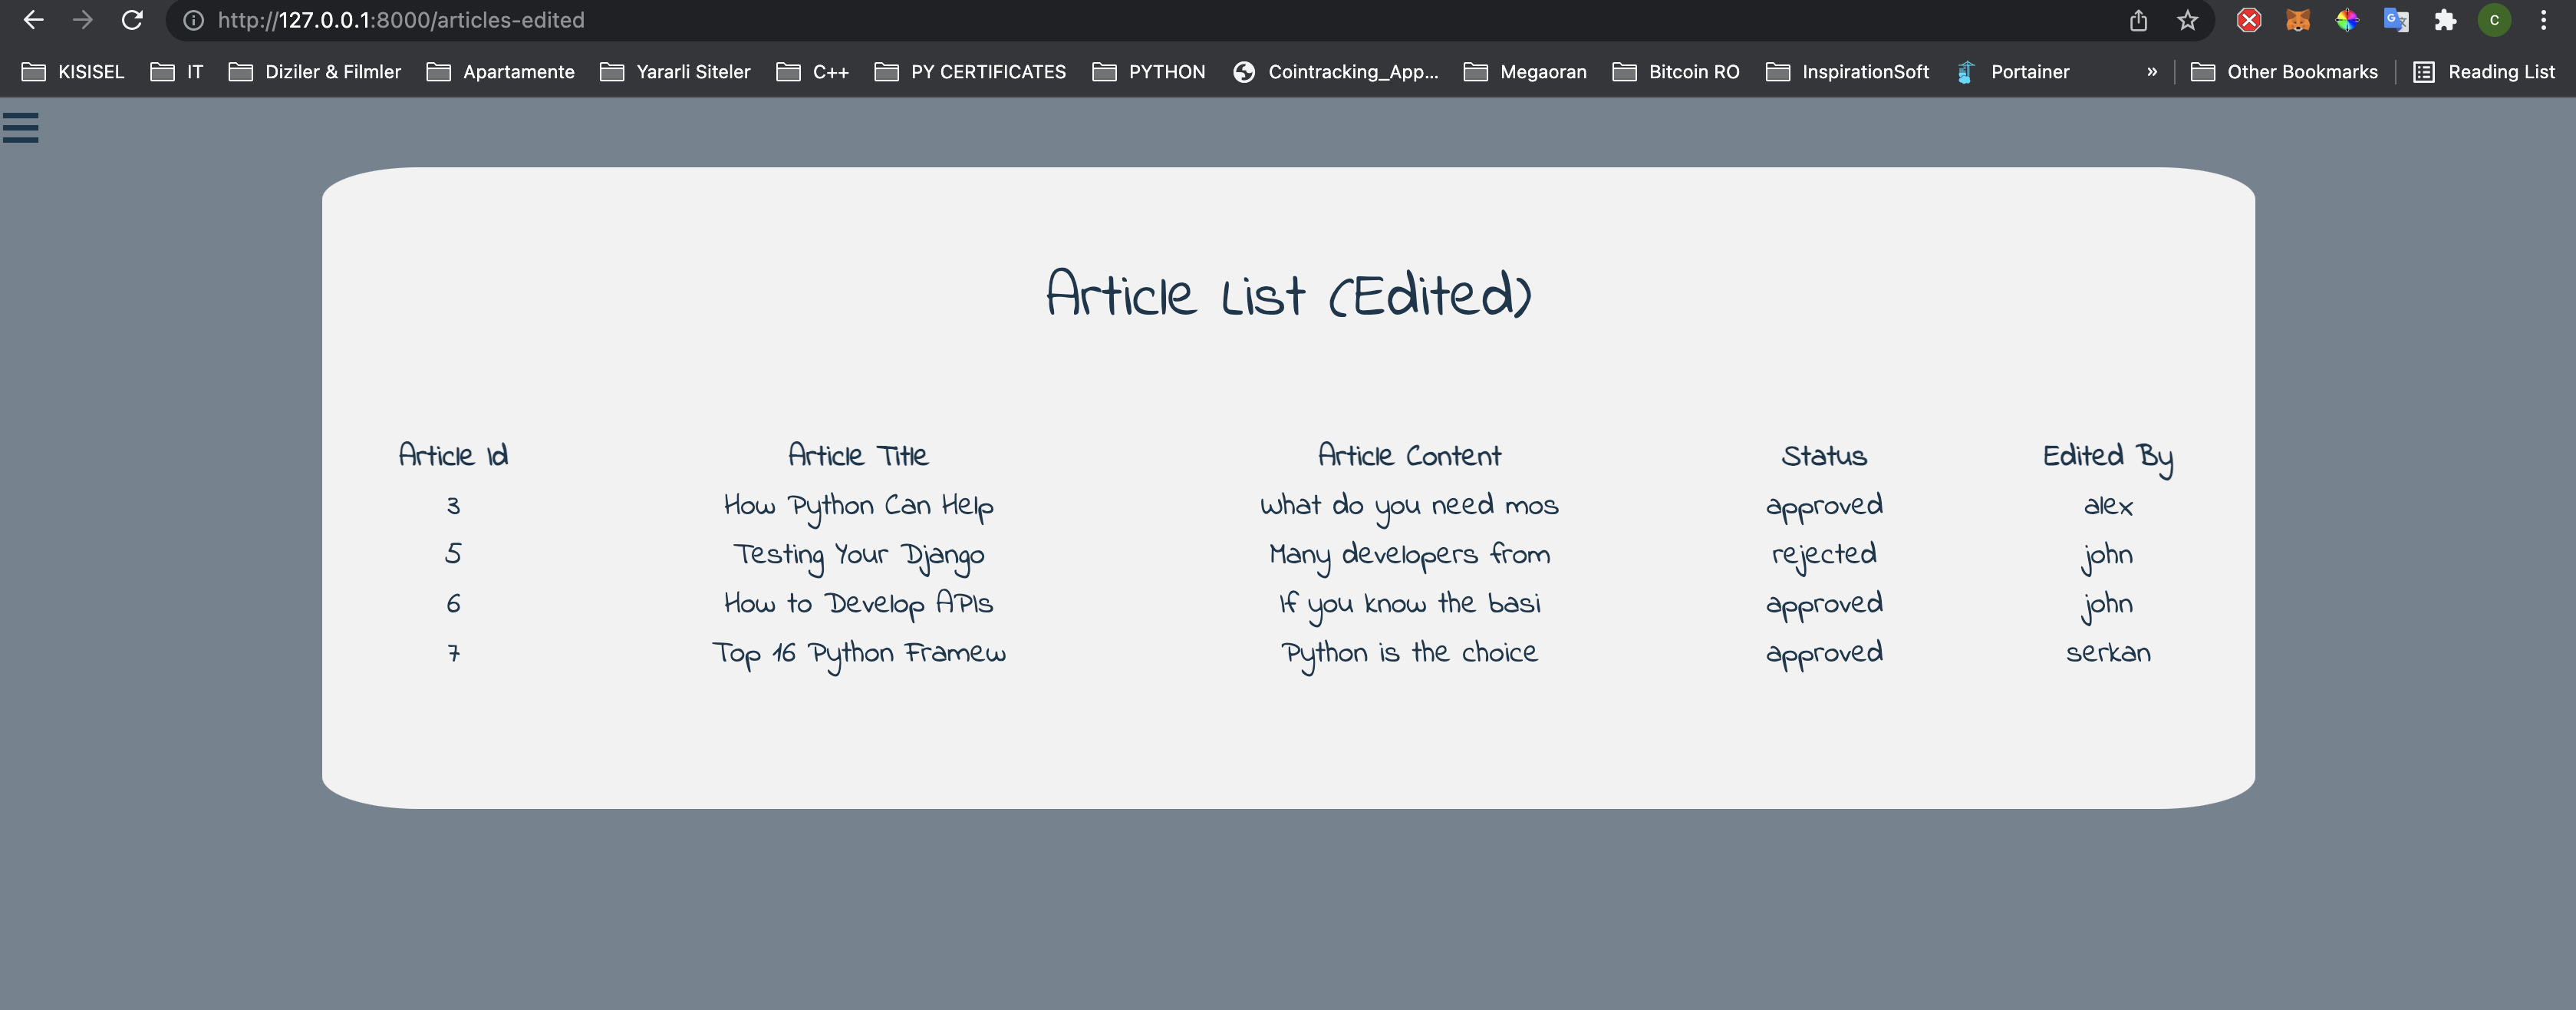 http://127.0.0.1:8000/articles-edited
C
KISISEL IT Diziler & Filmler Apartamente Yararli Siteler C++ PY CERTIFICATES PYTHON Cointracking_App... Megaoran Bitcoin RO InspirationSoft Portainer » Other Bookmarks Reading List
Article List (Edited)
Article Id Article Title Article Content Status Edited By
3 How Python Can Help What do you need mos approved alex
5 Testing Your Django Many developers from rejected john
6 How to Develop APIs If you know the basi approved john
7 Top 16 Python Framew Python is the choice approved serkan